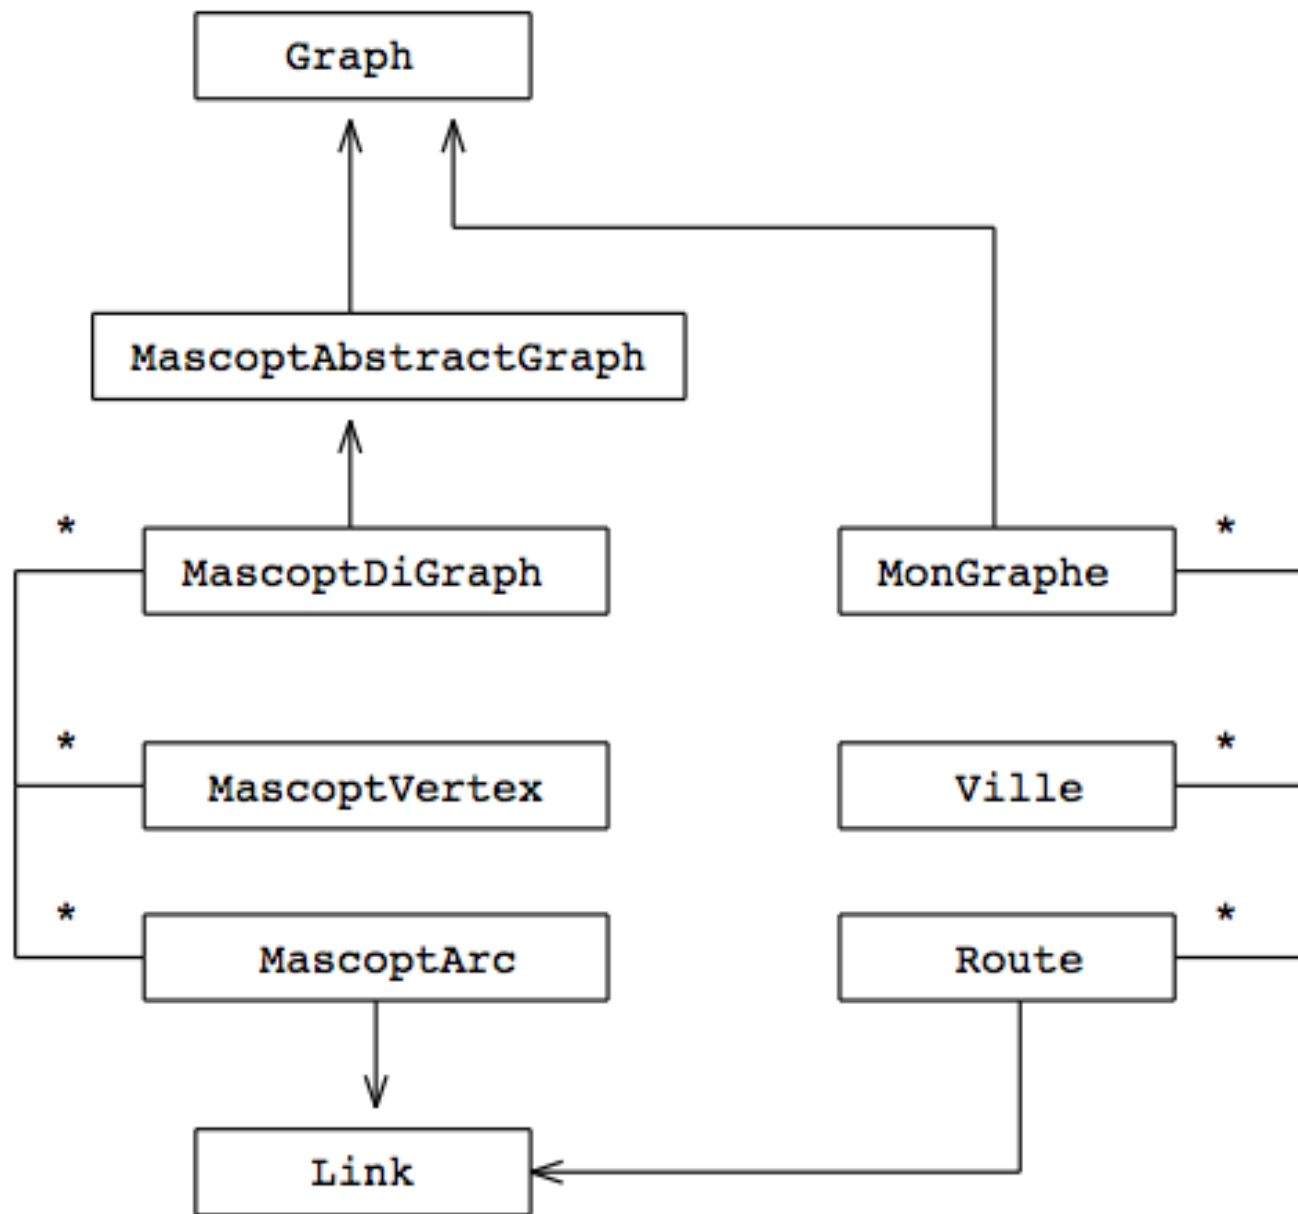 Graph
MascoptAbstractGraph
* MascoptDiGraph MonGraphe *
* MascoptVertex Ville *
* MascoptArc Route *
Link